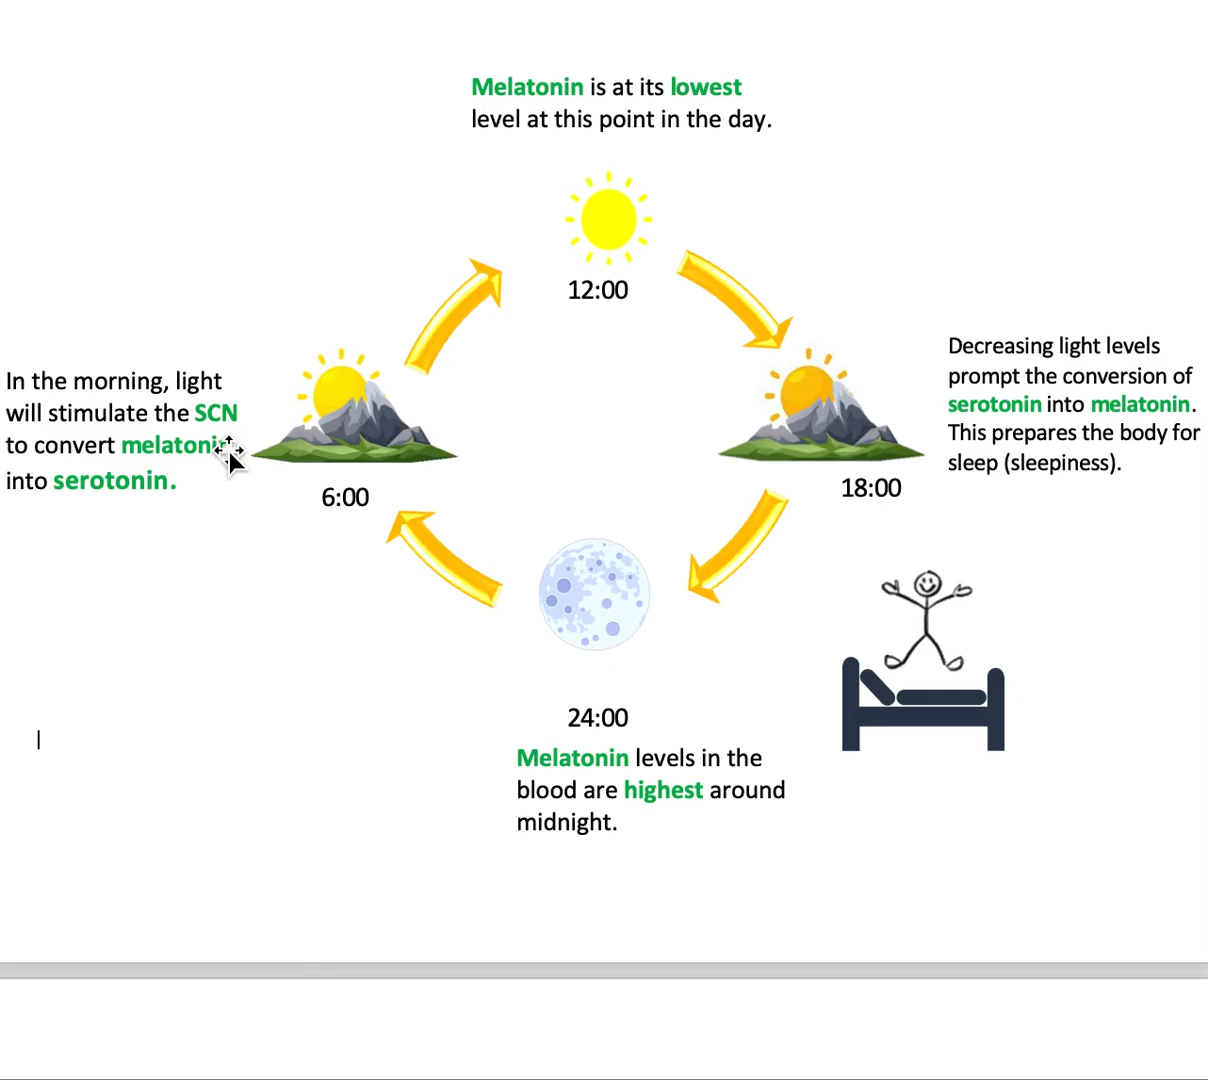 Melatonin is at its lowest
level at this point in the day.
12:00
In the morning, light
will stimulate the SCN
to convert melatonin
into serotonin.
6:00
Decreasing light levels
prompt the conversion of
serotonin into melatonin.
This prepares the body for
sleep (sleepiness).
18:00
24:00
Melatonin levels in the
blood are highest around
midnight.